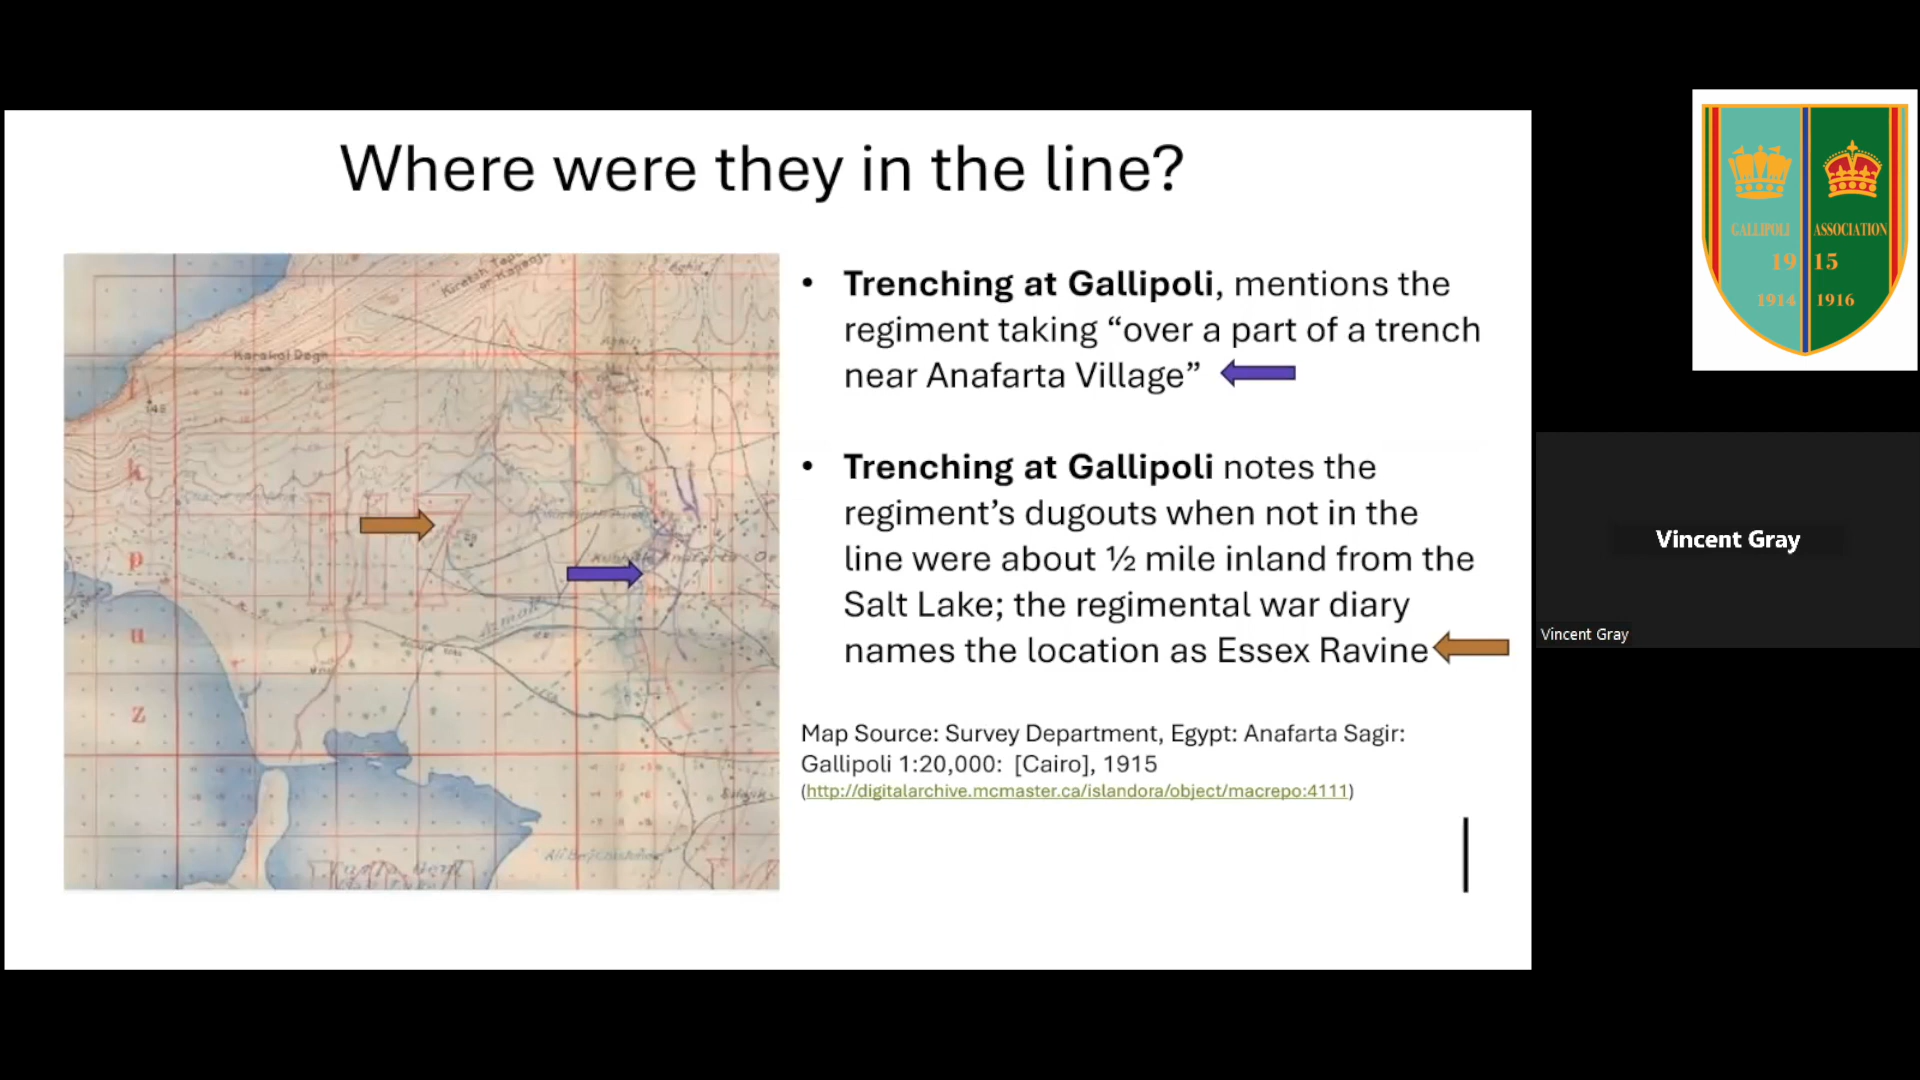 Where were they in the line?
• Trenching at Gallipoli, mentions the
regiment taking “over a part of a trench
near Anafarta Village”
• Trenching at Gallipoli notes the
regiment’s dugouts when not in the
line were about ½ mile inland from the
Salt Lake; the regimental war diary
names the location as Essex Ravine
Map Source: Survey Department, Egypt: Anafarta Sagir:
Gallipoli 1:20,000: [Cairo], 1915
(http://digitalarchive.mcmaster.ca/islandora/object/macrepo:4111)
Karakol Dagh
k
p
u
z
GALLIPOLI ASSOCIATION
19 15
1914 1916
Vincent Gray
Vincent Gray